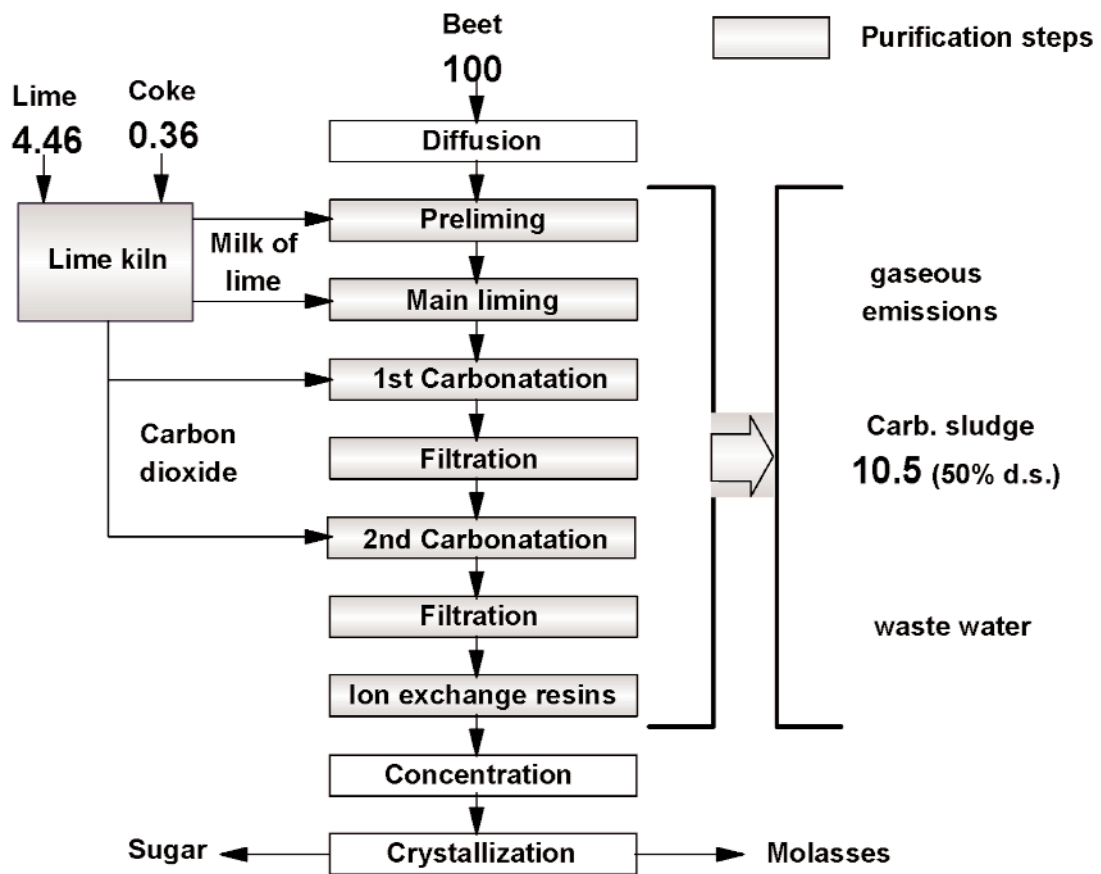 Beet
100
Purification steps
Lime
4.46
Coke
0.36
Diffusion
Preliming
Lime kiln
Milk of
lime
Main liming
gaseous
emissions
1st Carbonatation
Carbon
dioxide
Filtration
Carb. sludge
10.5 (50% d.s.)
2nd Carbonatation
Filtration
waste water
Ion exchange resins
Concentration
Sugar
Crystallization
Molasses